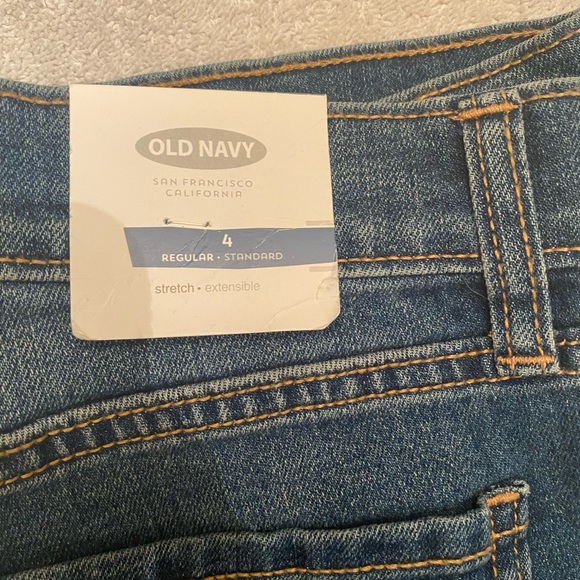 OLD NAVY
SAN FRANCISCO
CALIFORNIA
4
REGULAR • STANDARD
stretch • extensible